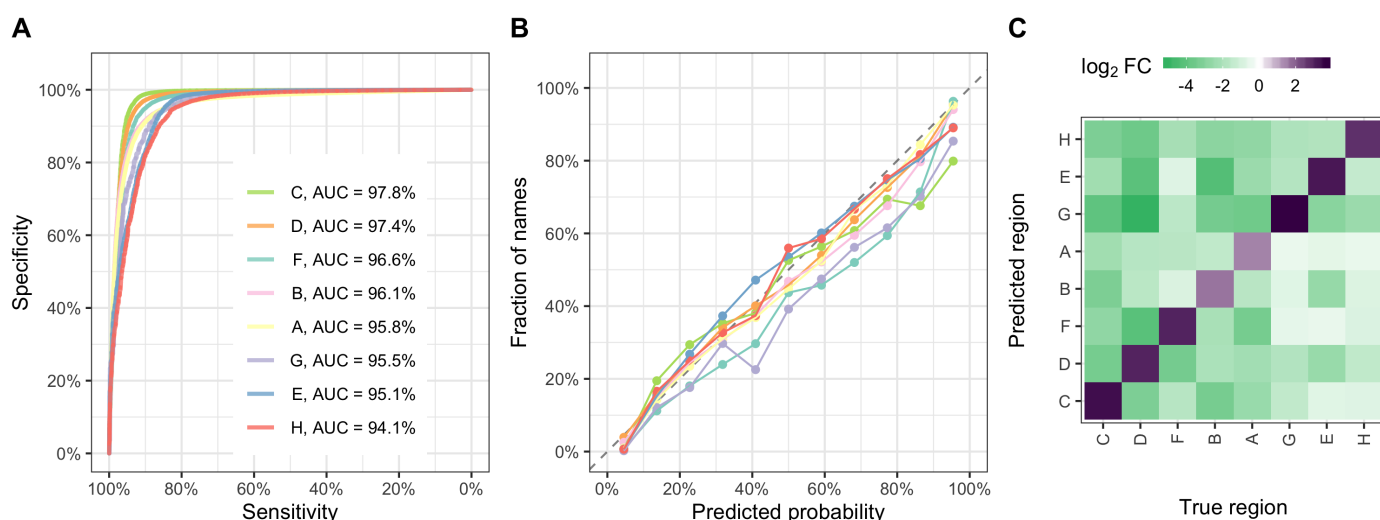 A
Specificity
100%
80%
60%
40%
20%
0%
C, AUC = 97.8%
D, AUC = 97.4%
F, AUC = 96.6%
B, AUC = 96.1%
A, AUC = 95.8%
G, AUC = 95.5%
E, AUC = 95.1%
H, AUC = 94.1%
100% 80% 60% 40% 20% 0%
Sensitivity
B
Fraction of names
100%
80%
60%
40%
20%
0%
0% 20% 40% 60% 80% 100%
Predicted probability
C
log₂ FC
-4 -2 0 2
Predicted region
H
E
G
A
B
F
D
C
C D F B A G E H
True region